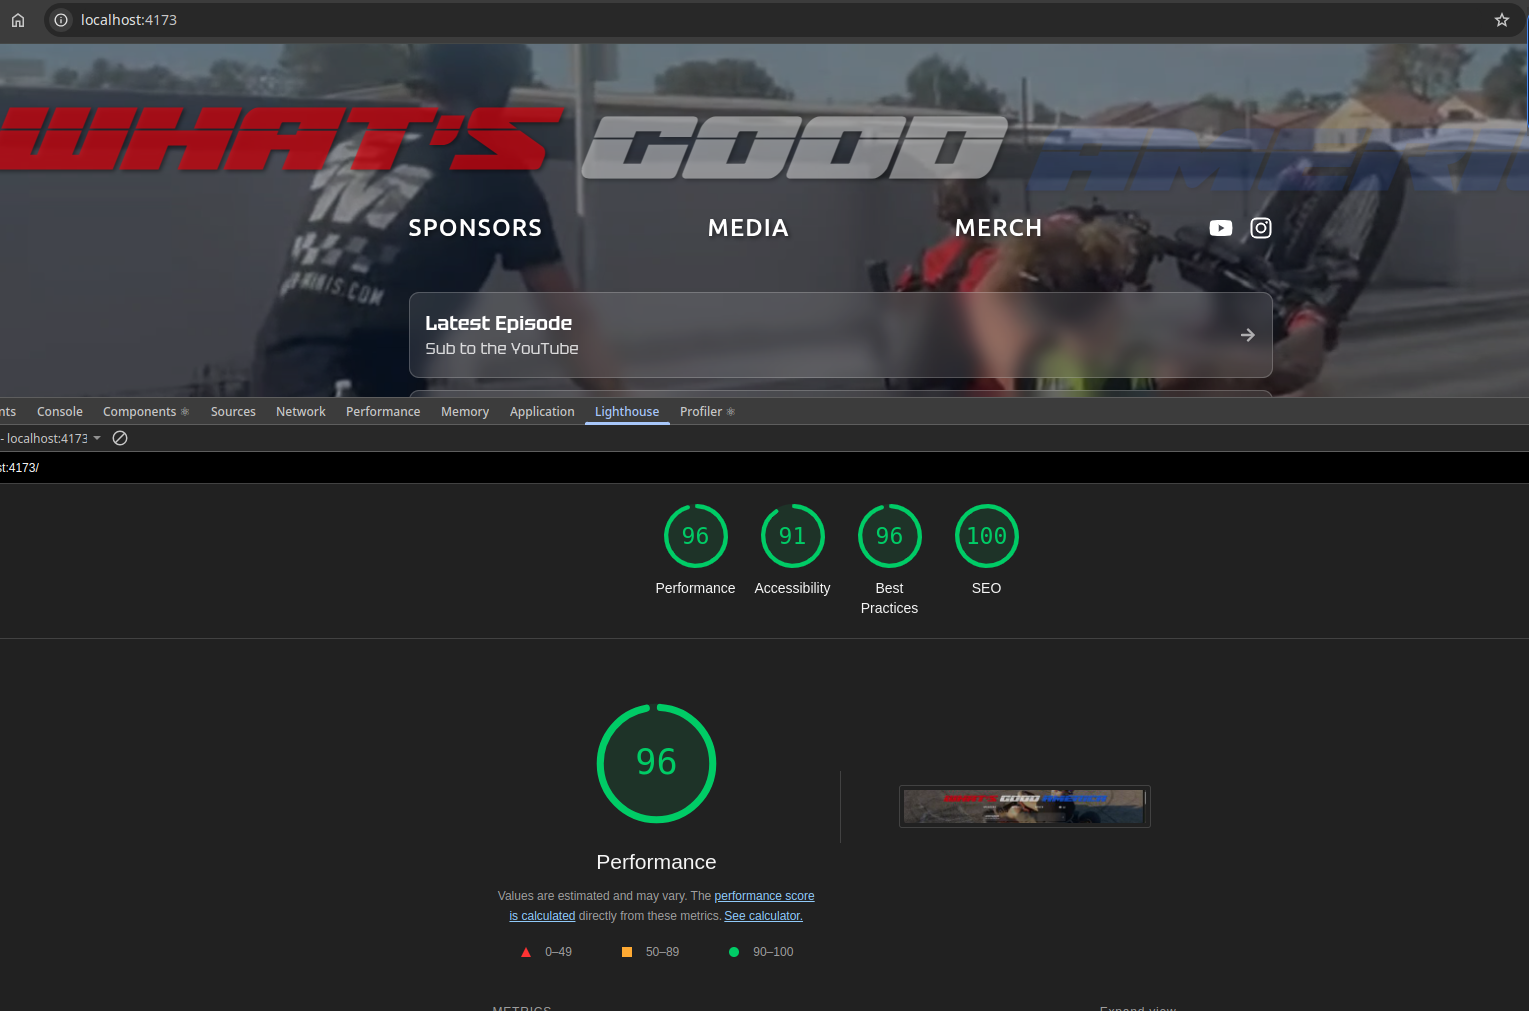 localhost:4173
WHAT'S GOOD AMERI
SPONSORS MEDIA MERCH
Latest Episode
Sub to the YouTube
nts Console Components Sources Network Performance Memory Application Lighthouse Profiler
- localhost:4173
st:4173/
96 91 96 100
Performance Accessibility Best Practices SEO
96
WHAT'S GOOD AMERICA
Performance
Values are estimated and may vary. The performance score
is calculated directly from these metrics. See calculator.
0–49 50–89 90–100
METRICS Expand view